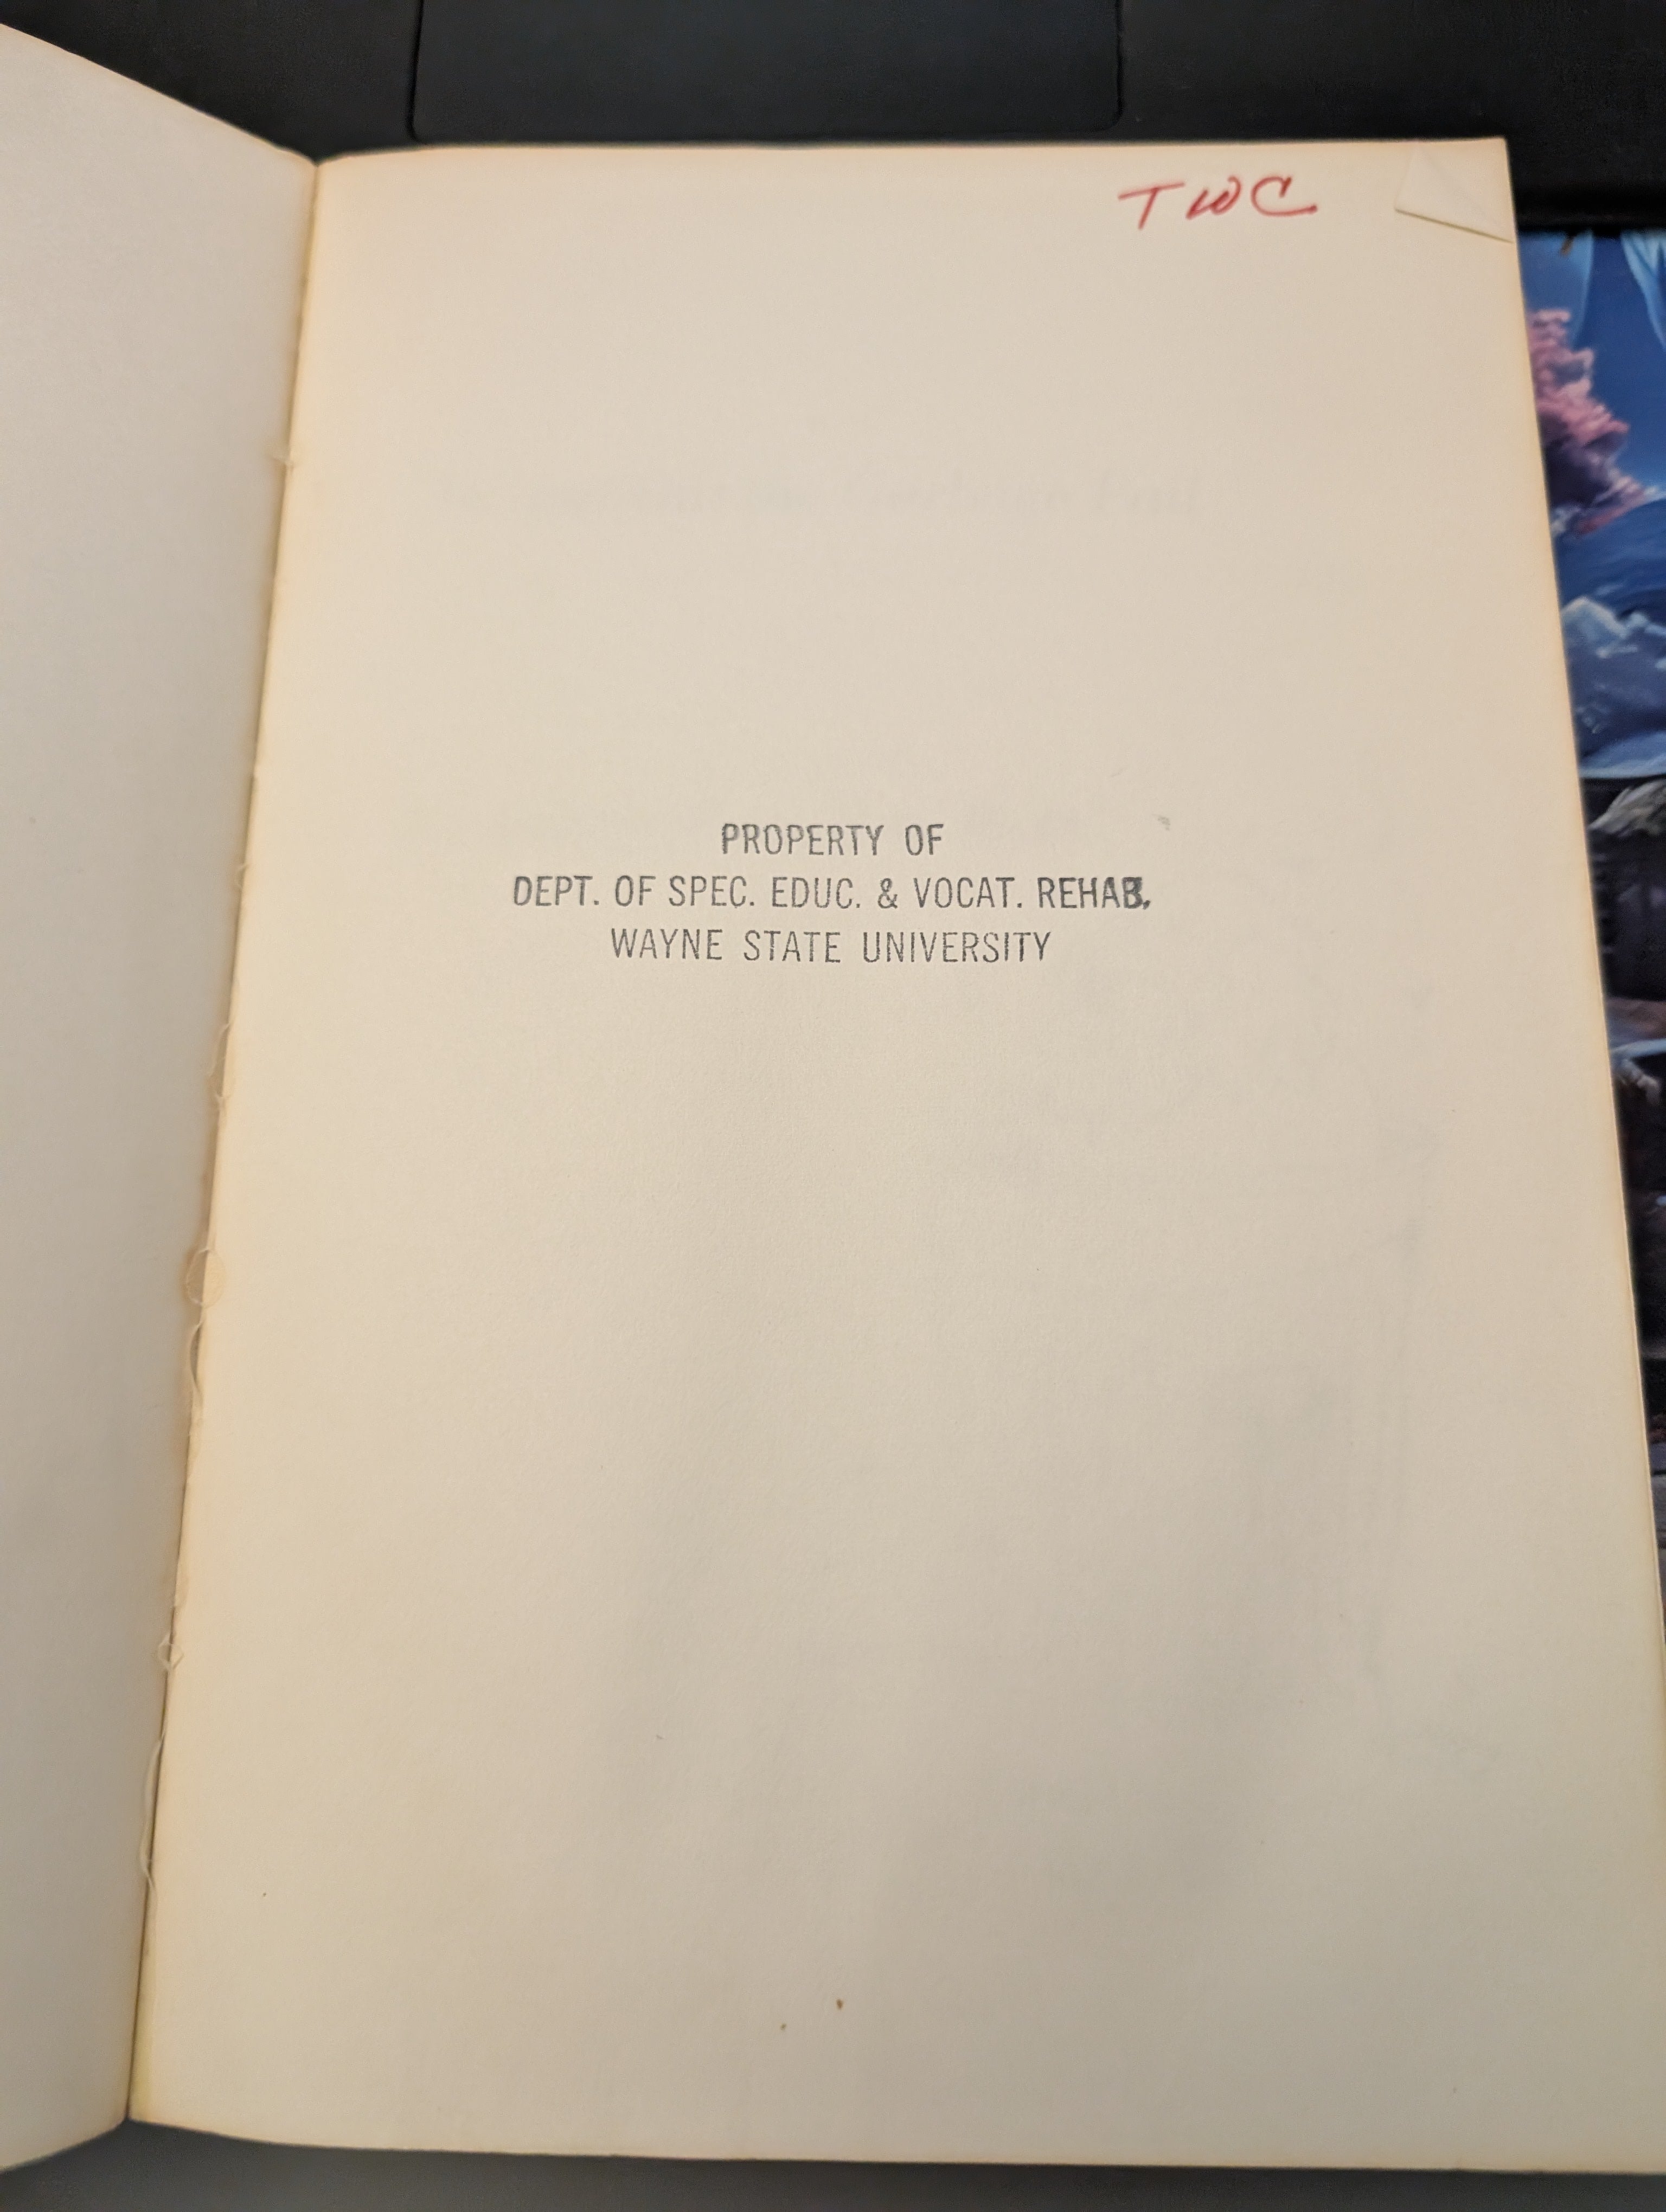 TWC
PROPERTY OF
DEPT. OF SPEC. EDUC. & VOCAT. REHAB.
WAYNE STATE UNIVERSITY